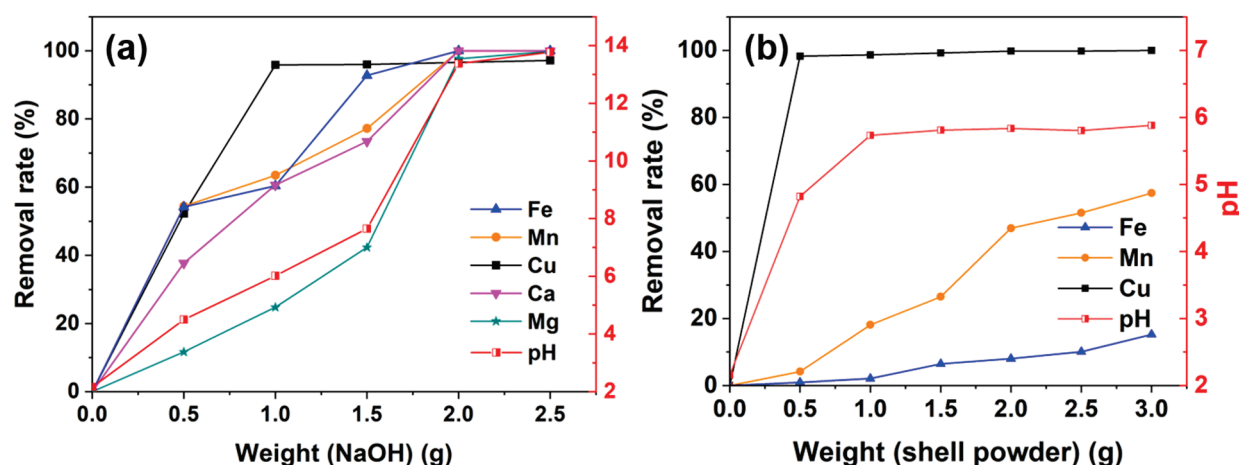 (a)
Removal rate (%)
100
80
60
40
20
0
14
12
10
8
6
4
2
Fe
Mn
Cu
Ca
Mg
pH
0.0 0.5 1.0 1.5 2.0 2.5
Weight (NaOH) (g)
(b)
Removal rate (%)
100
80
60
40
20
0
7
6
5
4
3
2
pH
Fe
Mn
Cu
pH
0.0 0.5 1.0 1.5 2.0 2.5 3.0
Weight (shell powder) (g)